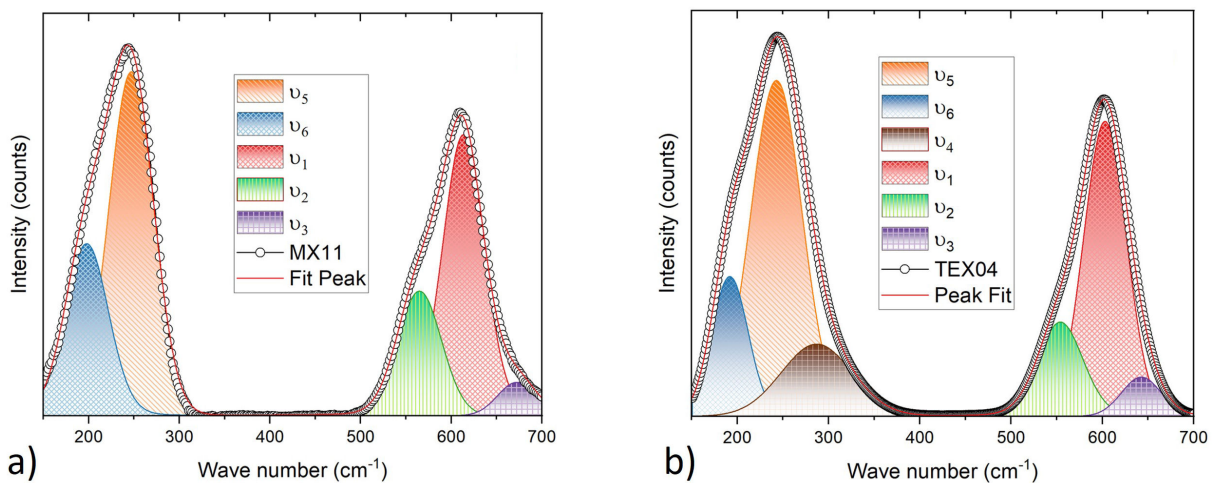 Intensity (counts)
υ₅
υ₆
υ₁
υ₂
υ₃
MX11
Fit Peak
200 300 400 500 600 700
Wave number (cm⁻¹)
a)
Intensity (counts)
υ₅
υ₆
υ₄
υ₁
υ₂
υ₃
TEX04
Peak Fit
200 300 400 500 600 700
Wave number (cm⁻¹)
b)